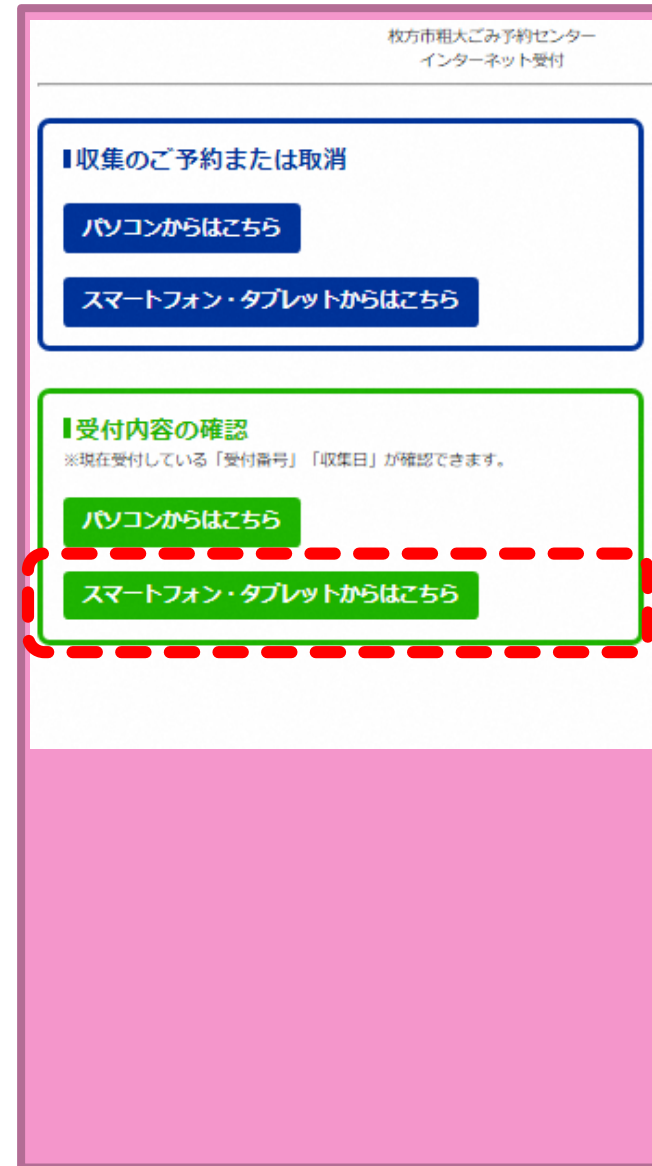 枚方市粗大ごみ予約センター
インターネット受付
収集のご予約または取消
パソコンからはこちら
スマートフォン・タブレットからはこちら
受付内容の確認
※現在受付している「受付番号」「収集日」が確認できます。
パソコンからはこちら
スマートフォン・タブレットからはこちら